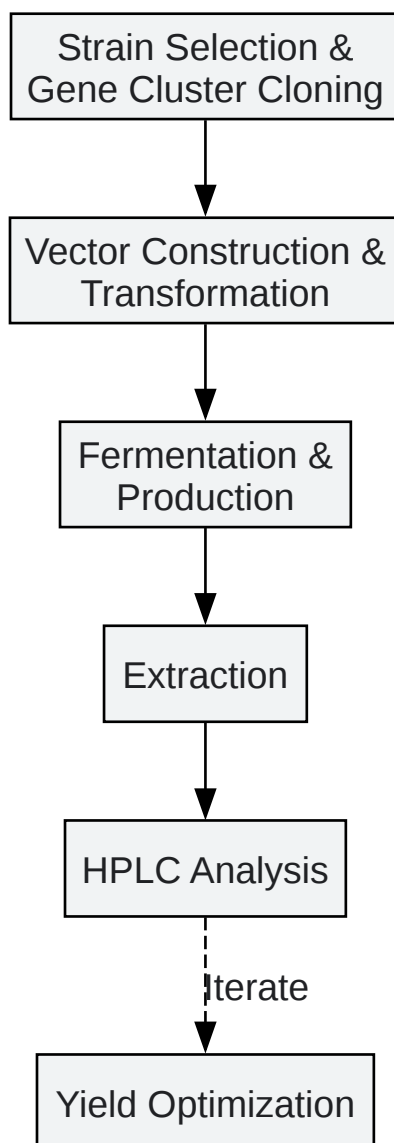 Strain Selection &
Gene Cluster Cloning
Vector Construction &
Transformation
Fermentation &
Production
Extraction
HPLC Analysis
Iterate
Yield Optimization